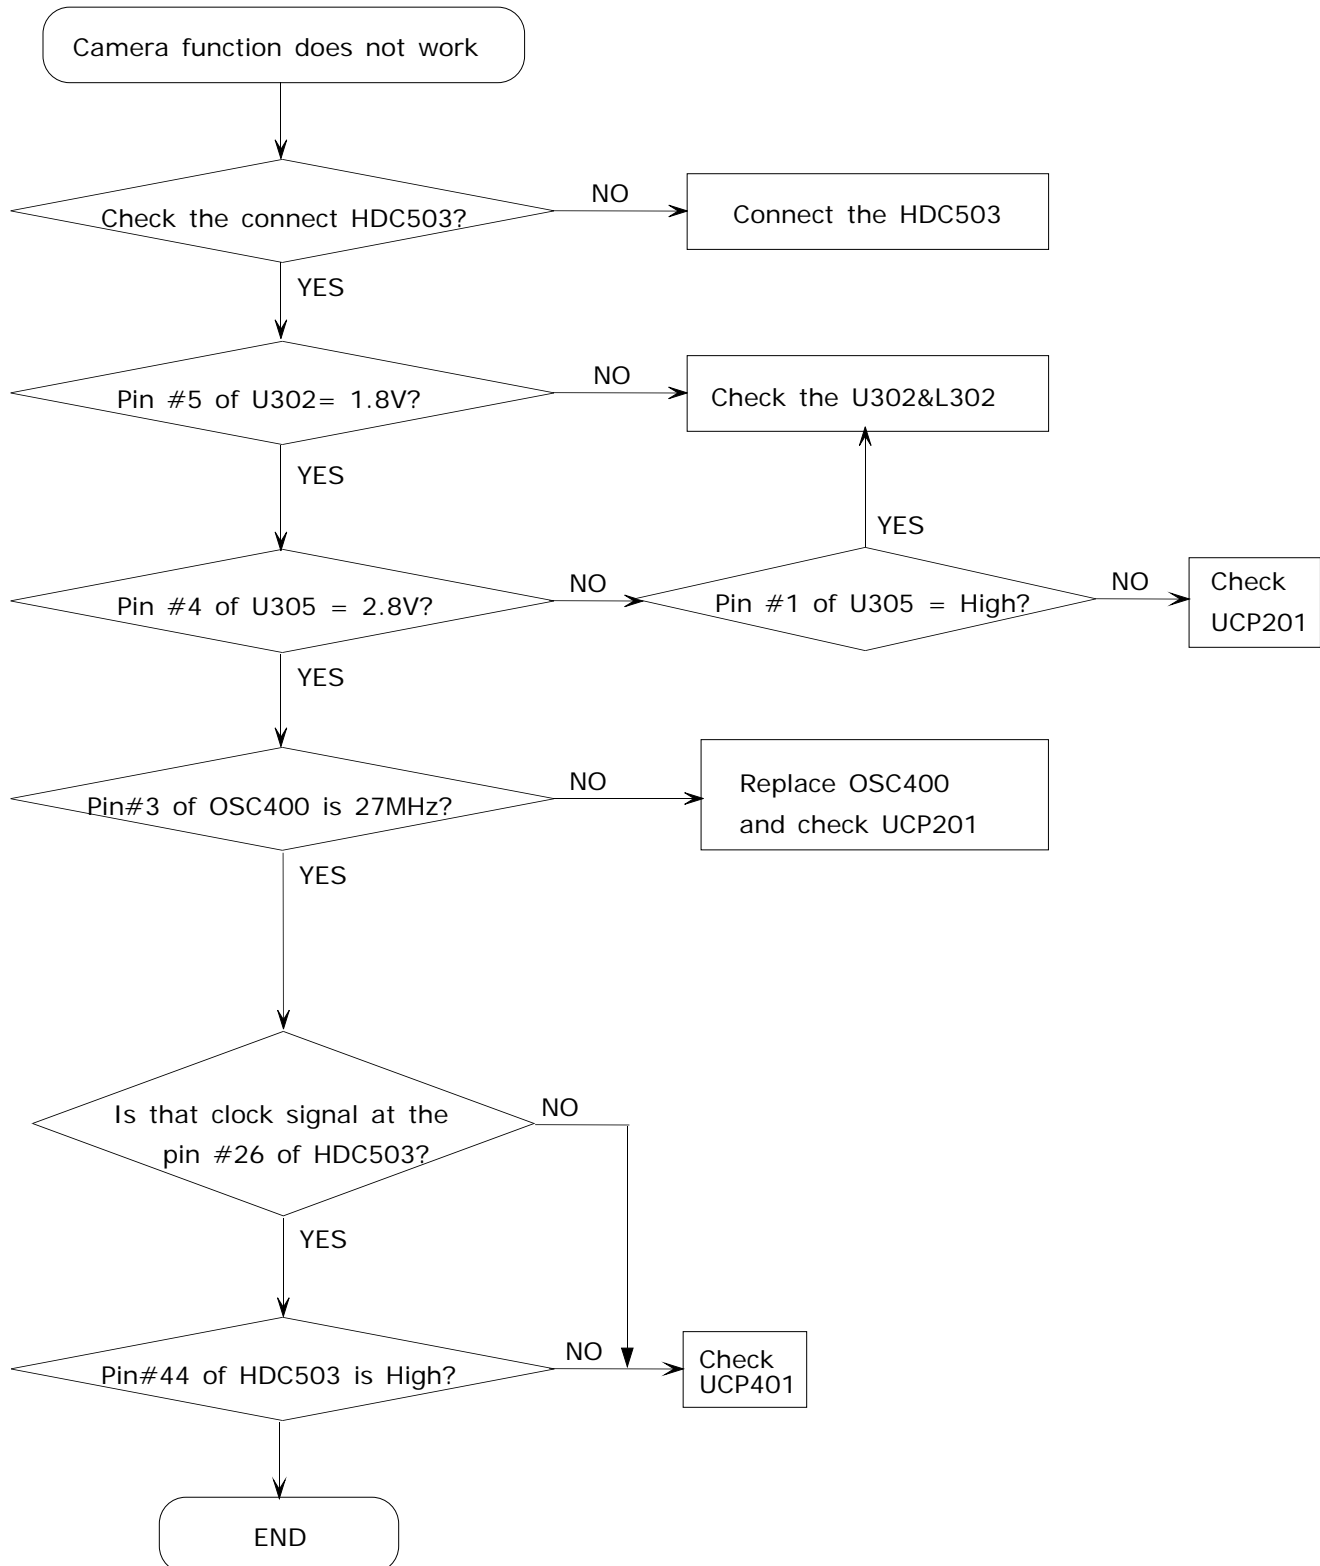 Camera function does not work
Check the connect HDC503?
NO
Connect the HDC503
YES
Pin #5 of U302= 1.8V?
NO
Check the U302&L302
YES
YES
Pin #4 of U305 = 2.8V?
NO
Pin #1 of U305 = High?
NO
Check
UCP201
YES
Pin#3 of OSC400 is 27MHz?
NO
Replace OSC400
and check UCP201
YES
Is that clock signal at the
pin #26 of HDC503?
NO
YES
Pin#44 of HDC503 is High?
NO
Check
UCP401
END